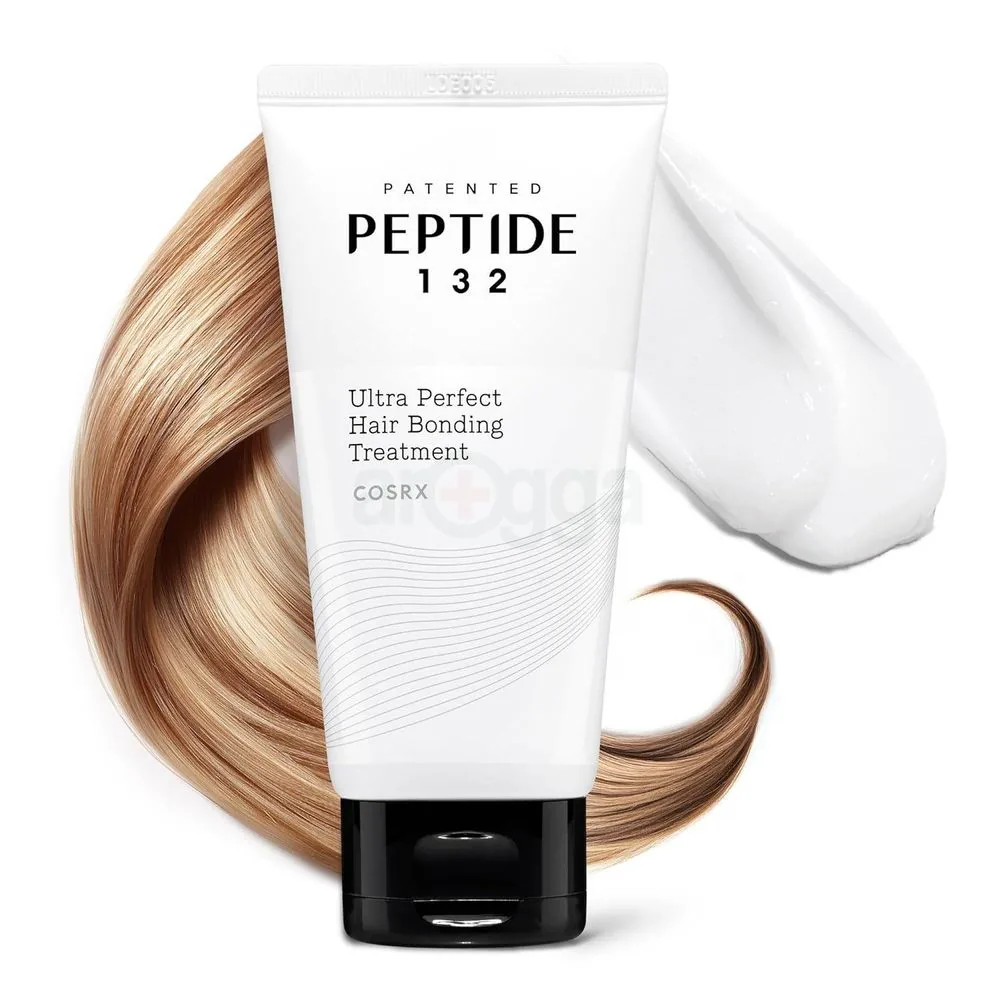 PATENTED
PEPTIDE
132
Ultra Perfect
Hair Bonding
Treatment
COSRX
arogga